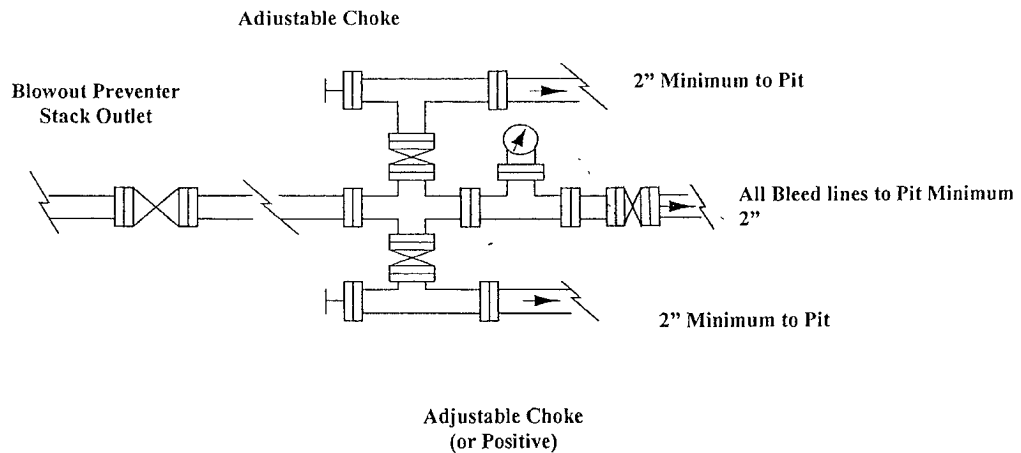 Adjustable Choke
Blowout Preventer
Stack Outlet
2” Minimum to Pit
All Bleed lines to Pit Minimum
2”
2” Minimum to Pit
Adjustable Choke
(or Positive)